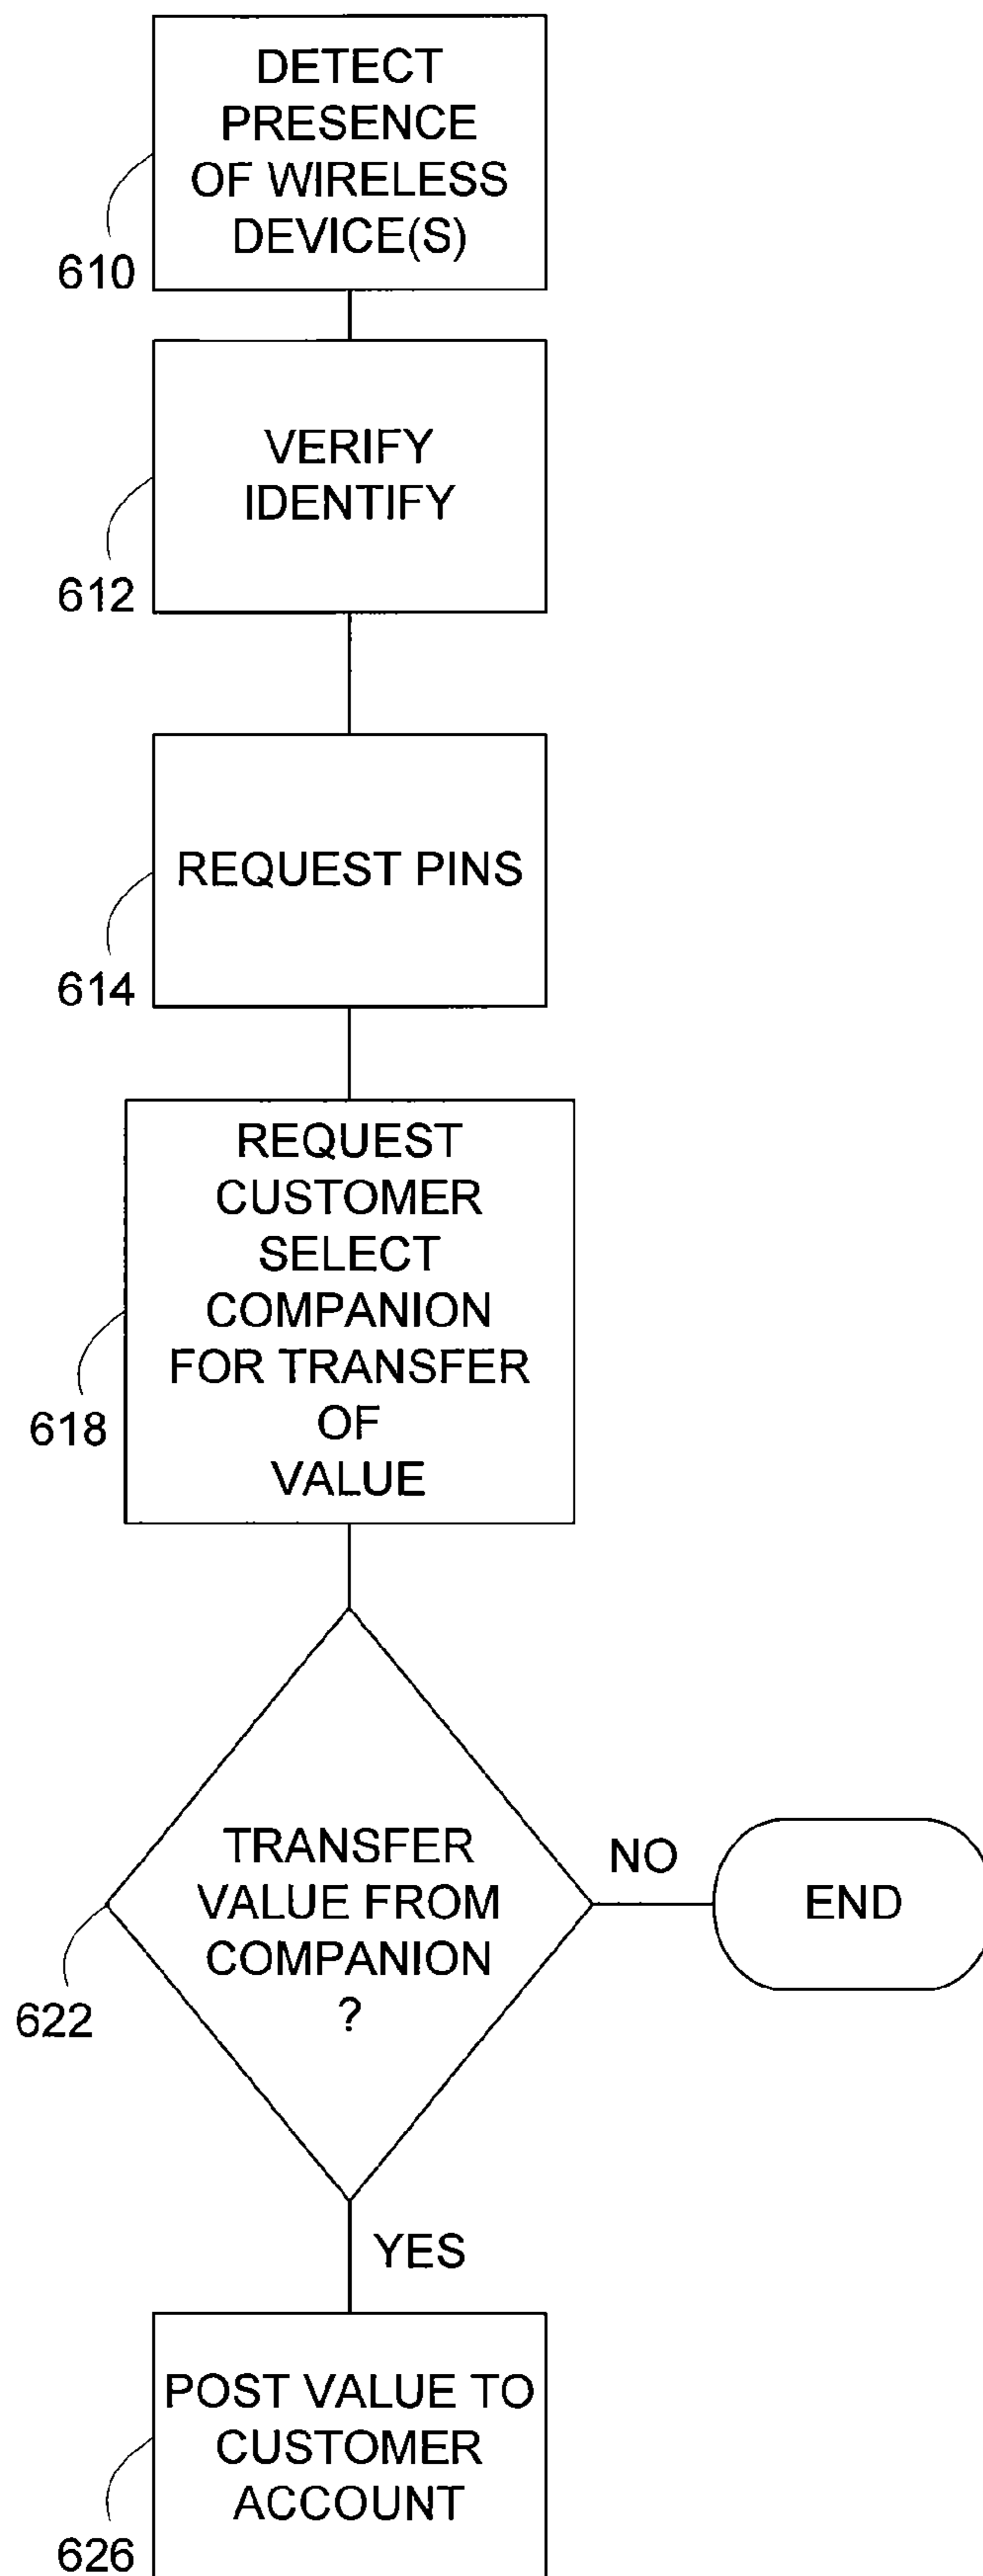 DETECT
PRESENCE
OF WIRELESS
DEVICE(S)
610
VERIFY
IDENTIFY
612
REQUEST PINS
614
REQUEST
CUSTOMER
SELECT
COMPANION
FOR TRANSFER
OF
VALUE
618
TRANSFER
VALUE FROM
COMPANION
?
622
NO
END
YES
POST VALUE TO
CUSTOMER
ACCOUNT
626